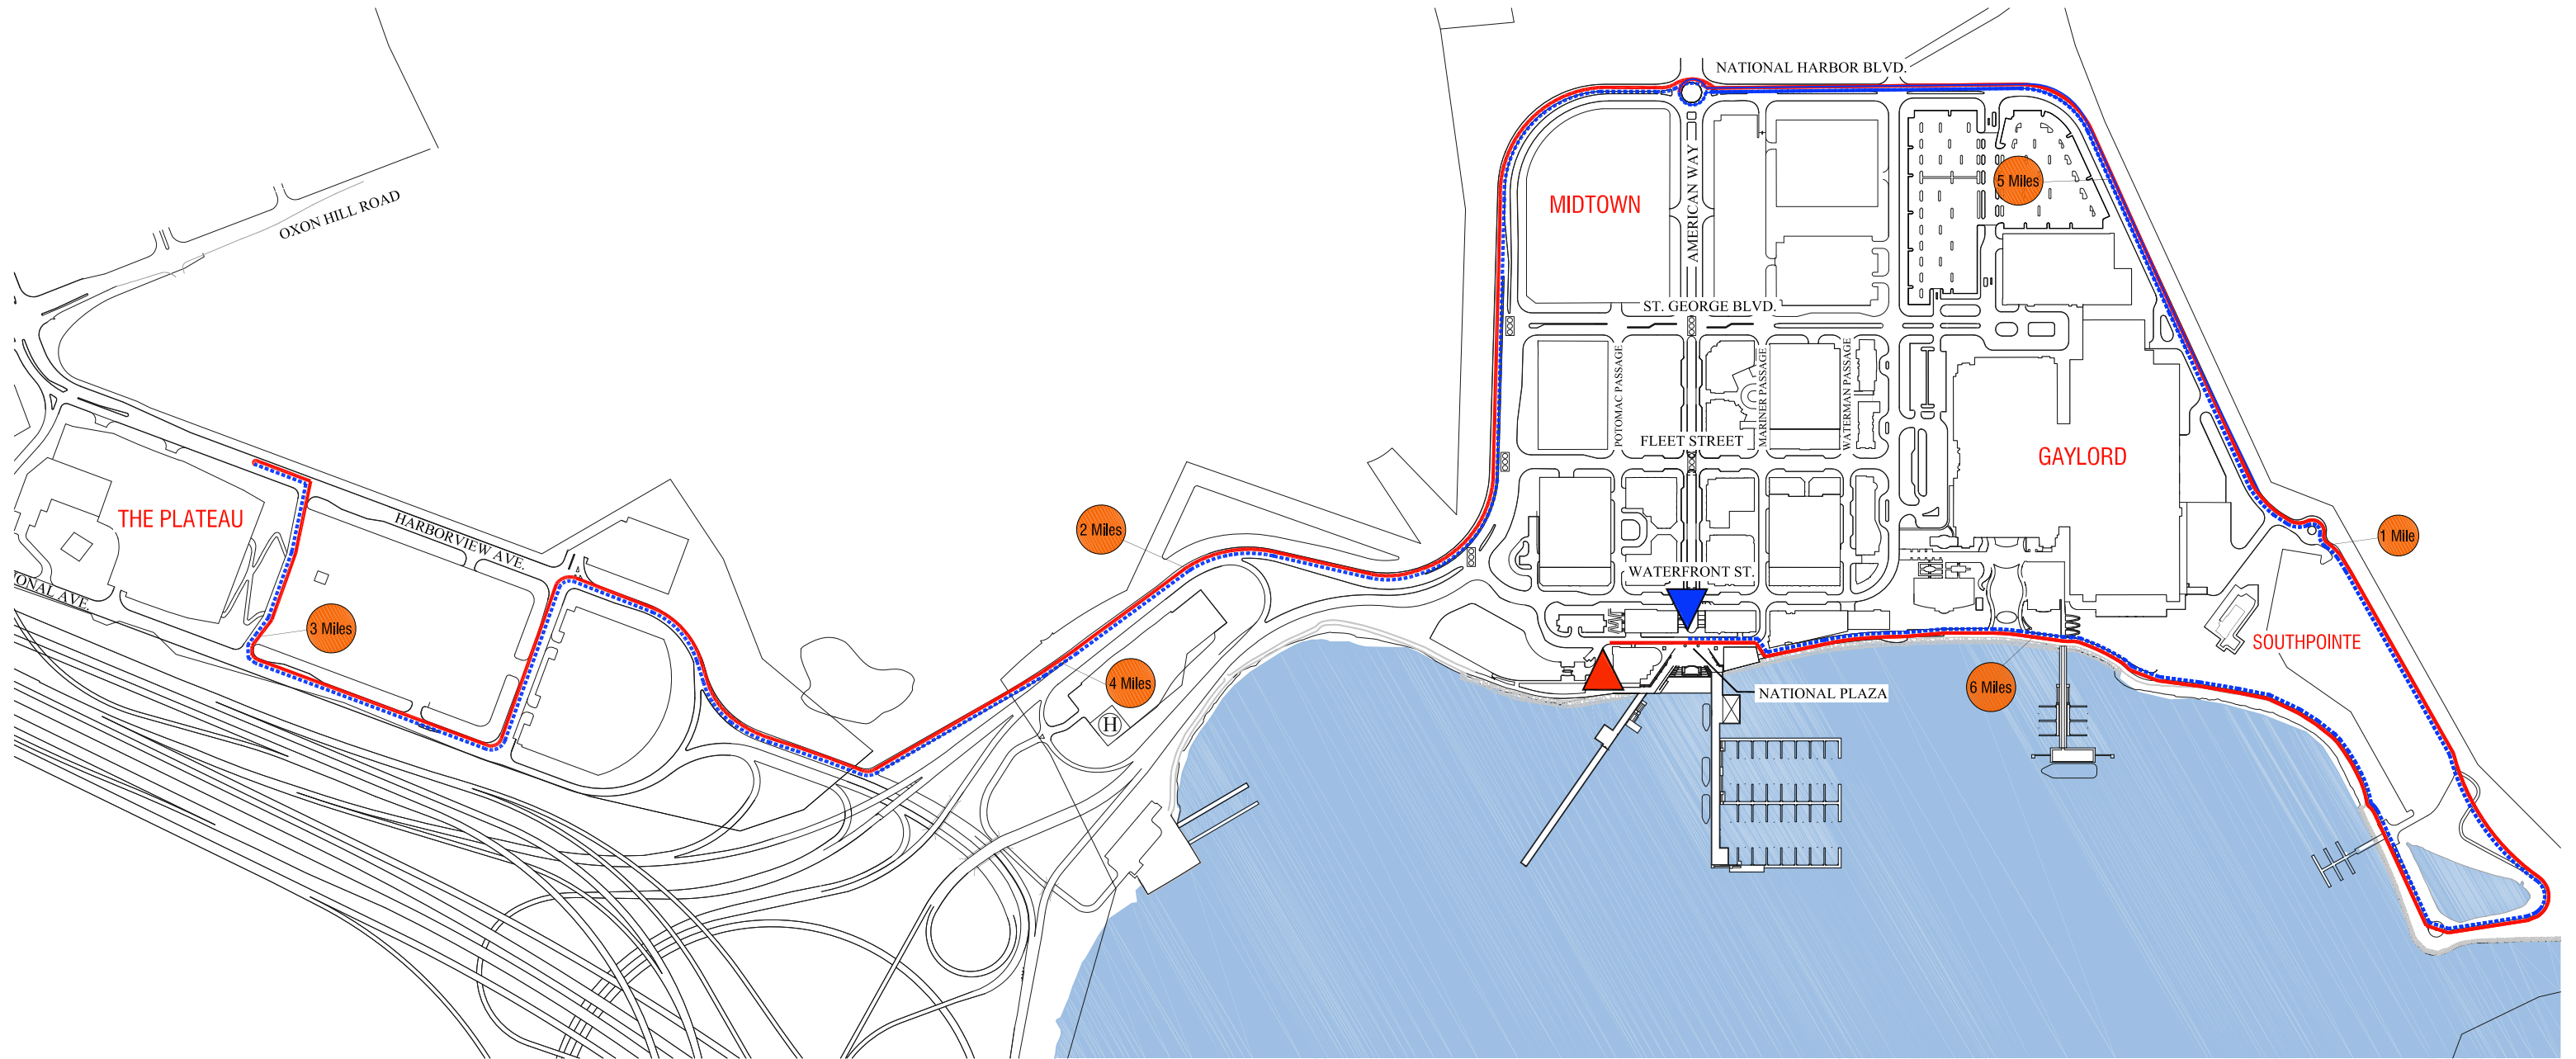 NATIONAL HARBOR BLVD.
5 Miles
MIDTOWN
AMERICAN WAY
OXON HILL ROAD
ST. GEORGE BLVD.
POTOMAC PASSAGE
MARINER PASSAGE
WATERMAN PASSAGE
FLEET STREET
GAYLORD
THE PLATEAU
HARBORVIEW AVE.
2 Miles
1 Mile
WATERFRONT ST.
ONAL AVE.
3 Miles
SOUTHPOINTE
4 Miles
6 Miles
NATIONAL PLAZA
H